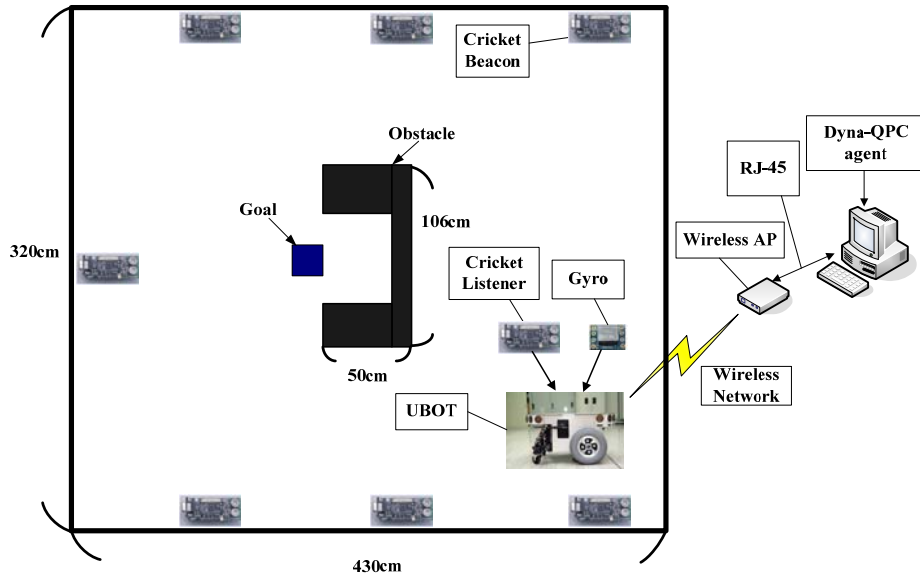 Cricket
Beacon
Obstacle
Goal
106cm
320cm
Cricket
Listener
Gyro
50cm
UBOT
430cm
Dyna-QPC
agent
RJ-45
Wireless AP
Wireless
Network